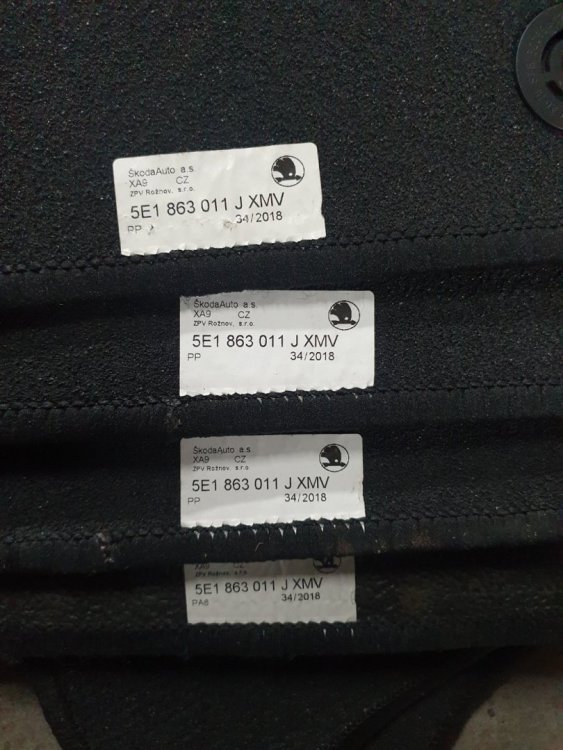 ŠkodaAuto a.s.
XA9 CZ
ZPV Rožnov, s.r.o.
5E1 863 011 J XMV
PP 34/2018
ŠkodaAuto a.s.
XA9 CZ
ZPV Rožnov, s.r.o.
5E1 863 011 J XMV
PP 34/2018
ŠkodaAuto a.s
XA9 CZ
ZPV Rožnov, s.r.o
5E1 863 011 J XMV
PP 34/2018
XA9 CZ
5E1 863 011 J XMV
PA6 34/2018